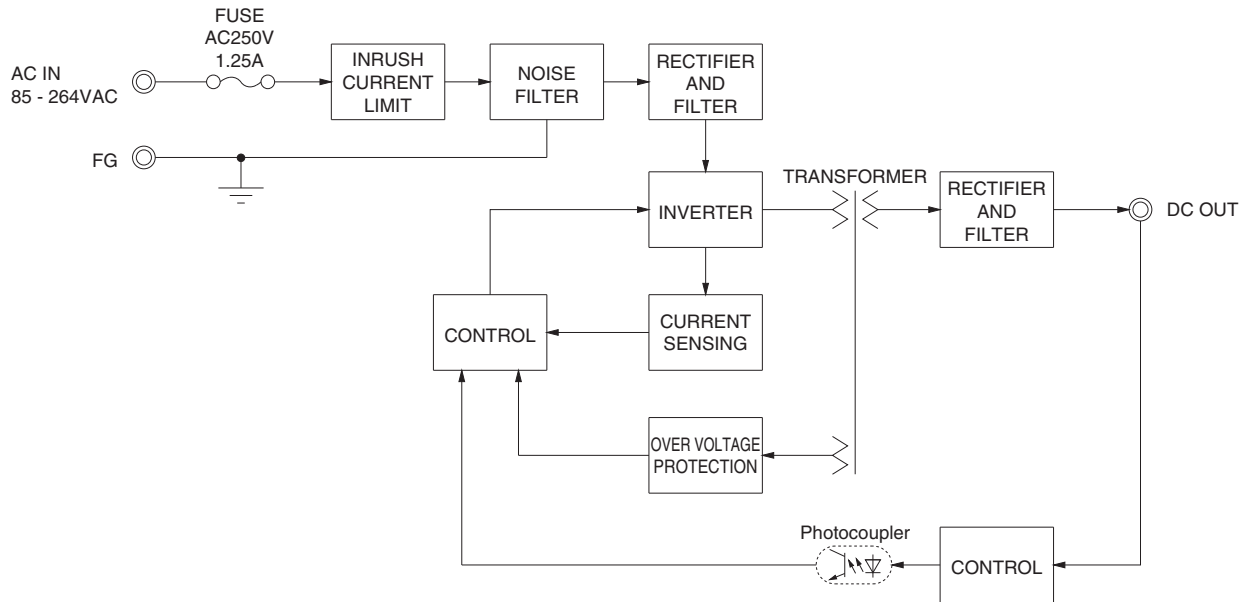 FUSE
AC250V
1.25A
AC IN
85 - 264VAC
INRUSH
CURRENT
LIMIT
NOISE
FILTER
RECTIFIER
AND
FILTER
FG
INVERTER
TRANSFORMER
RECTIFIER
AND
FILTER
DC OUT
CONTROL
CURRENT
SENSING
OVER VOLTAGE
PROTECTION
Photocoupler
CONTROL